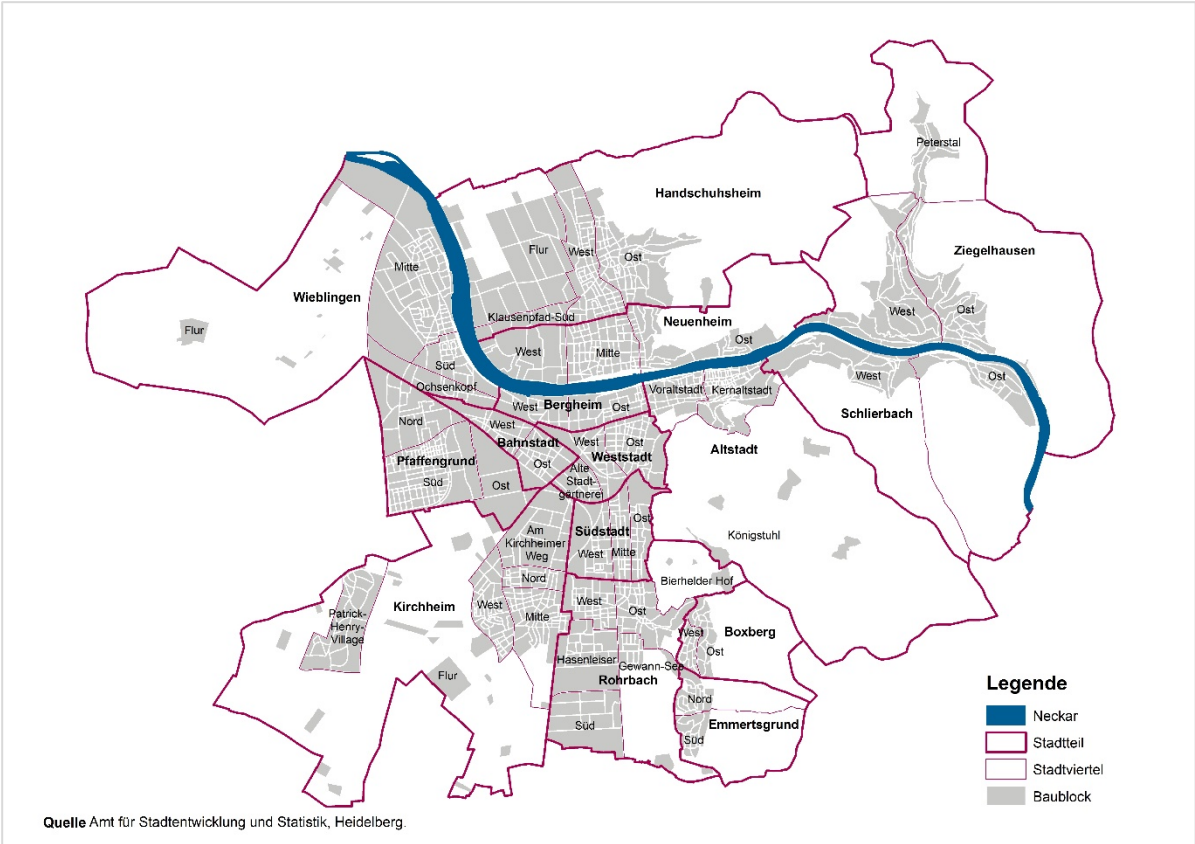 Peterstal
Handschuhsheim
Ziegelhausen
Flur
West
Ost
Mitte
Wieblingen
Flur
Klausenpfad-Süd
Neuenheim
West
Ost
West
Mitte
Ost
Süd
Ochsenkopf
Voraltstadt
Kernaltstadt
West
Ost
Schlierbach
West
Bergheim
Ost
Nord
West
Bahnstadt
West
Ost
Weststadt
Altstadt
Pfaffengrund
Ost
Alte
Stadt-
gärtnerei
Süd
Ost
Am
Kirchheimer
Weg
Südstadt
Ost
West
Mitte
Königstuhl
Nord
Bierhelder Hof
Patrick-
Henry-
Village
Kirchheim
West
Mitte
West
Ost
West
Boxberg
Ost
Hasenleiser
Gewann-See
Rohrbach
Flur
Nord
Süd
Emmertsgrund
Süd
Legende
Neckar
Stadtteil
Stadtviertel
Baublock
Quelle Amt für Stadtentwicklung und Statistik, Heidelberg.